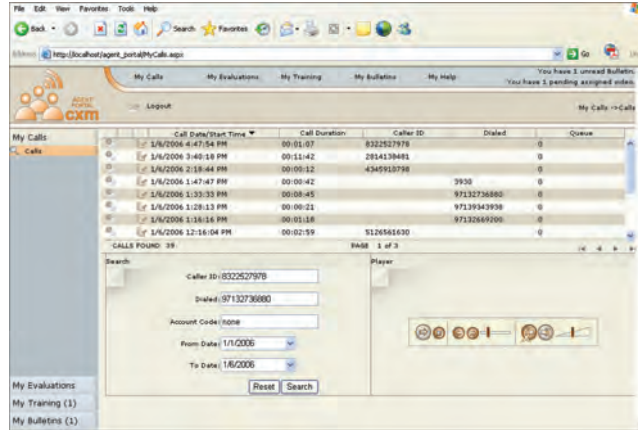 File Edit View Favorites Tools Help
Back Search Favorites
Address http://localhost/agent_portal/MyCalls.aspx Go
AGENT PORTAL cxm
My Calls My Evaluations My Training My Bulletins My Help
You have 1 unread Bulletin.
You have 1 pending assigned video.
Logout
My Calls ->Calls
My Calls
Calls
Call Date/Start Time Call Duration Caller ID Dialed Queue
1/6/2006 4:47:54 PM 00:01:07 8322527978 0
1/6/2006 3:40:18 PM 00:11:42 2814138481 0
1/6/2006 2:18:44 PM 00:00:12 4345918798 0
1/6/2006 1:47:47 PM 00:00:42 3930 0
1/6/2006 1:33:33 PM 00:08:45 97132736880 0
1/6/2006 1:28:13 PM 00:00:21 97139343938 0
1/6/2006 1:16:16 PM 00:01:18 97132669200 0
1/6/2006 12:16:04 PM 00:02:59 5126561630 0
CALLS FOUND: 39 PAGE 1 of 3
Search
Player
Caller ID: 8322527978
Dialed: 97132736880
Account Code: none
From Date: 1/1/2006
To Date: 1/6/2006
Reset Search
My Evaluations
My Training (1)
My Bulletins (1)